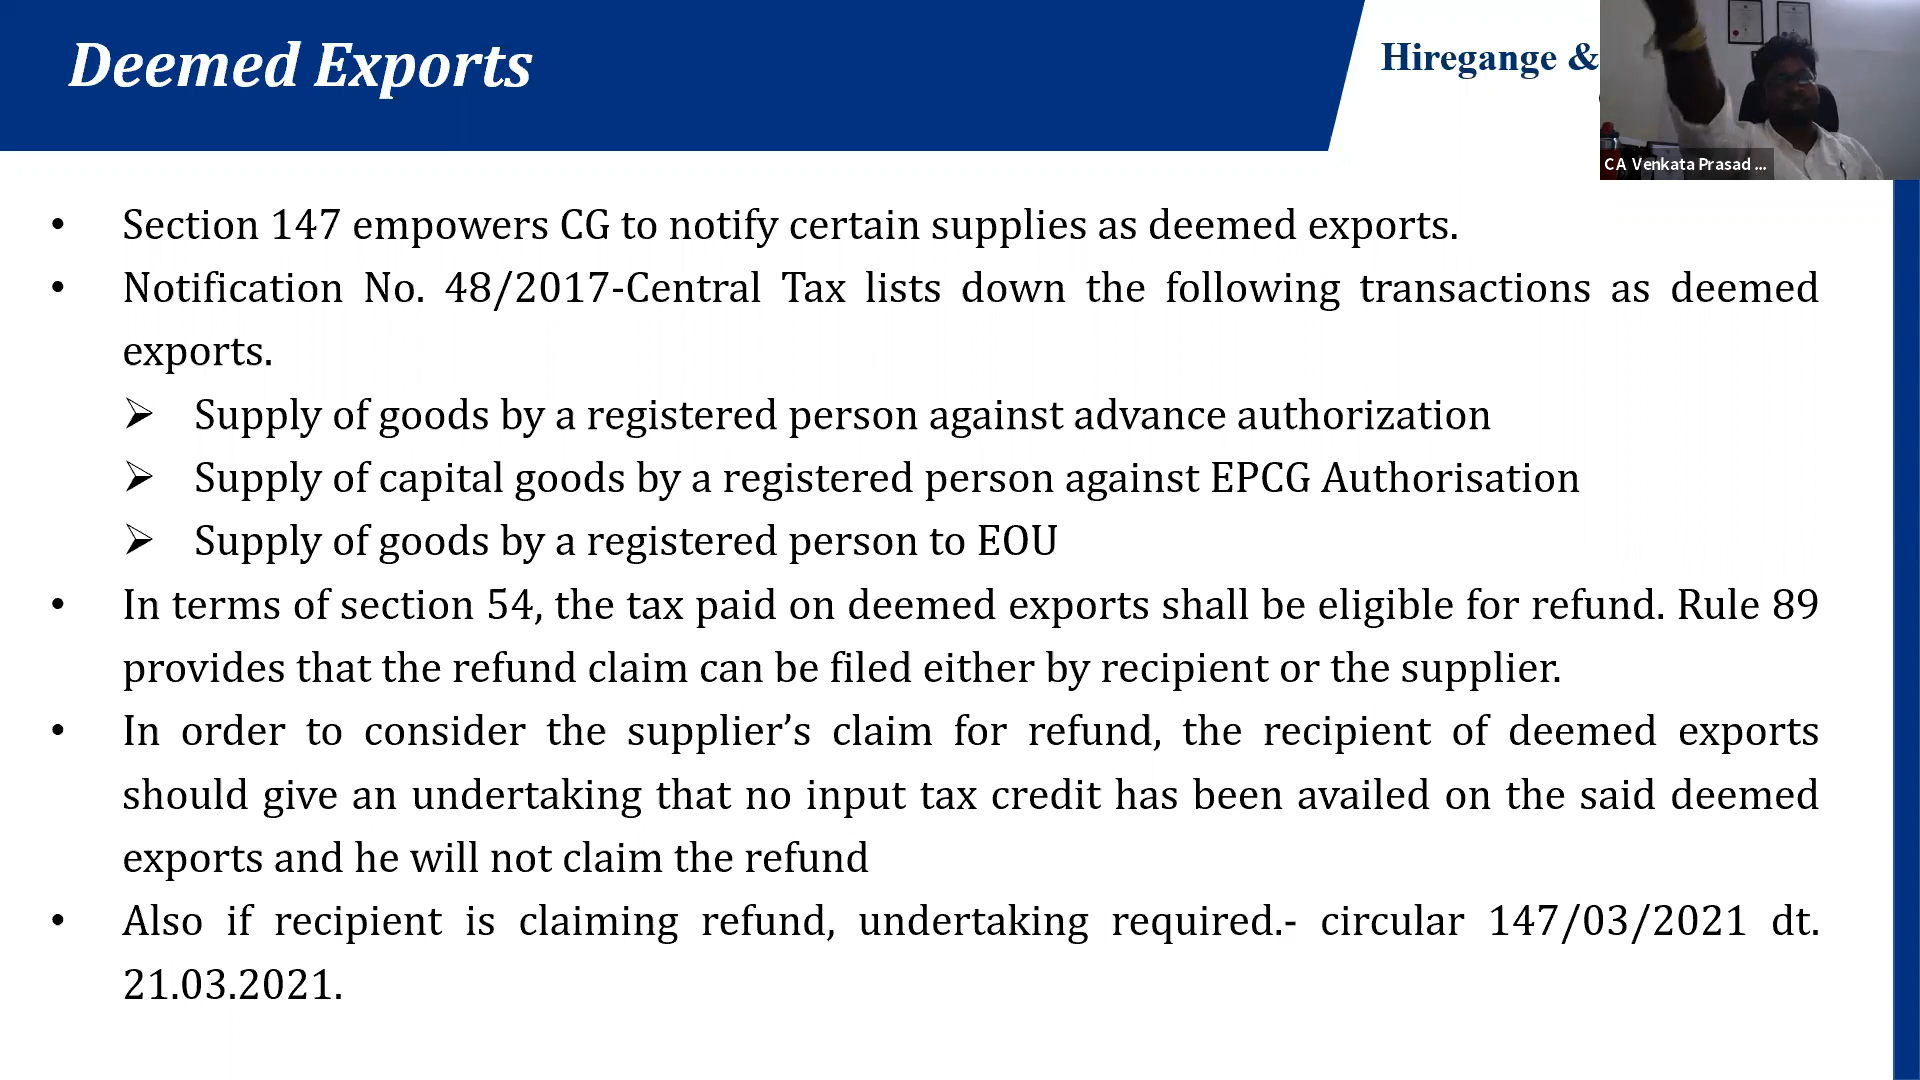 Deemed Exports
Hiregange &
CA Venkata Prasad ...
• Section 147 empowers CG to notify certain supplies as deemed exports.
• Notification No. 48/2017-Central Tax lists down the following transactions as deemed
exports.
➢ Supply of goods by a registered person against advance authorization
➢ Supply of capital goods by a registered person against EPCG Authorisation
➢ Supply of goods by a registered person to EOU
• In terms of section 54, the tax paid on deemed exports shall be eligible for refund. Rule 89
provides that the refund claim can be filed either by recipient or the supplier.
• In order to consider the supplier’s claim for refund, the recipient of deemed exports
should give an undertaking that no input tax credit has been availed on the said deemed
exports and he will not claim the refund
• Also if recipient is claiming refund, undertaking required.- circular 147/03/2021 dt.
21.03.2021.